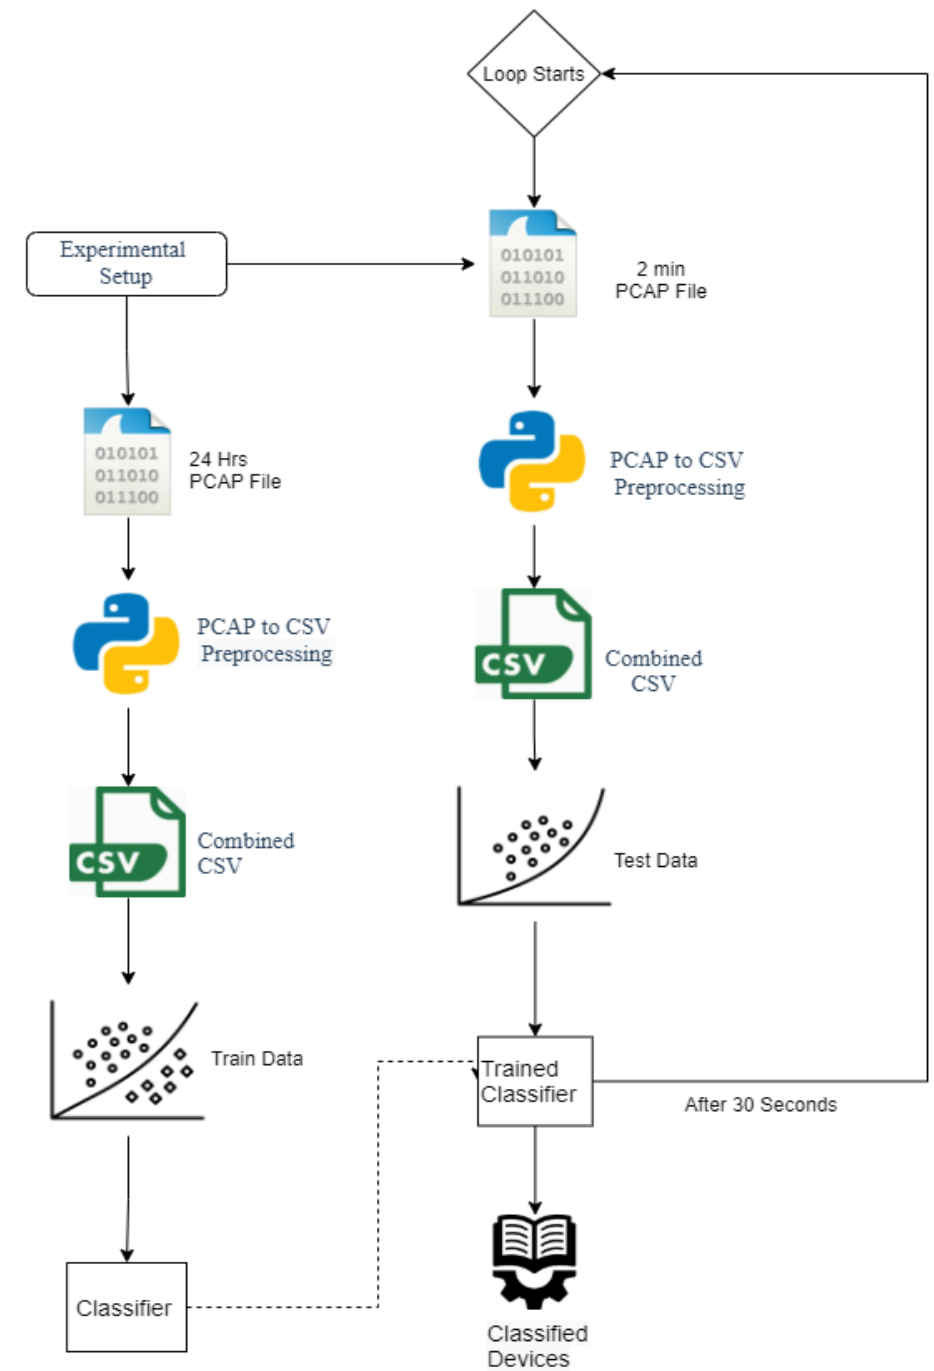 Loop Starts
Experimental
Setup
010101
011010
011100
2 min
PCAP File
010101
011010
011100
24 Hrs
PCAP File
PCAP to CSV
Preprocessing
PCAP to CSV
Preprocessing
CSV
Combined
CSV
CSV
Combined
CSV
Test Data
Train Data
Trained
Classifier
After 30 Seconds
Classifier
Classified
Devices